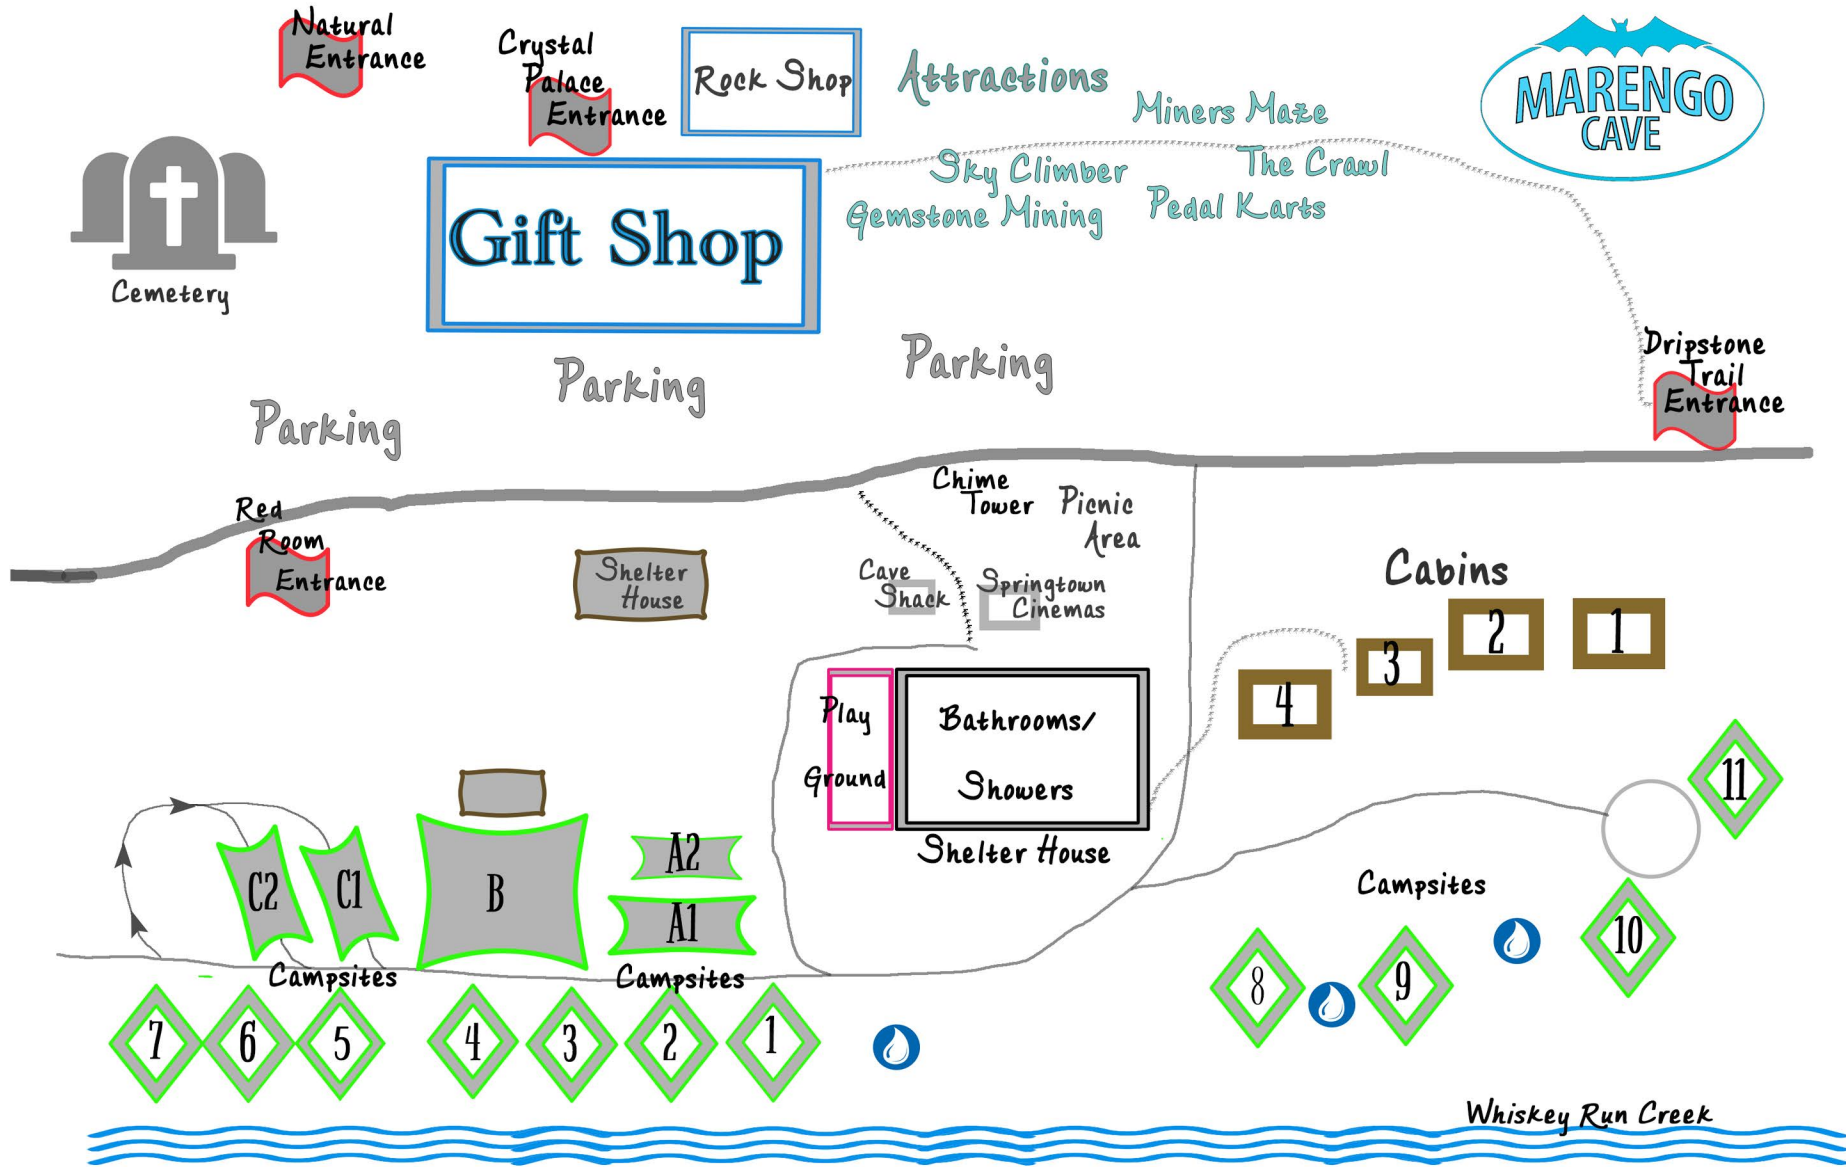 Natural
Entrance
Crystal
Palace
Entrance
Rock Shop
Attractions
Miners Maze
Sky Climber
The Crawl
Gemstone Mining
Pedal Karts
MARENGO
CAVE
Gift Shop
Cemetery
Parking
Parking
Parking
Dripstone
Trail
Entrance
Red
Room
Entrance
Shelter
House
Chime
Tower
Picnic
Area
Cave
Shack
Springtown
Cinemas
Cabins
1
2
3
4
Play
Ground
Bathrooms/
Showers
Shelter House
C2
C1
B
A2
A1
Campsites
Campsites
7
6
5
4
3
2
1
Campsites
8
9
10
11
Whiskey Run Creek